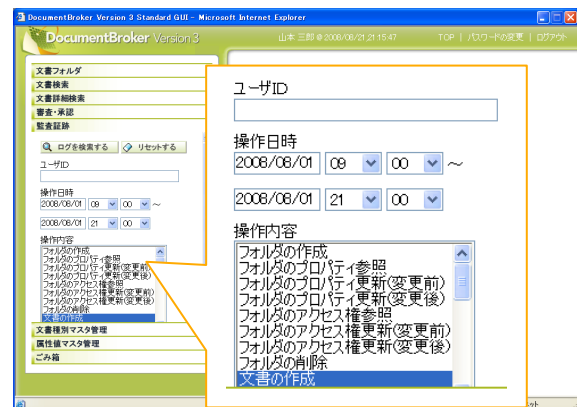 DocumentBroker Version 3 Standard GUI - Microsoft Internet Explorer
DocumentBroker Version 3
山本 三郎@2008/08/21,21:15:47
TOP | パスワードの変更 | ログアウト
文書フォルダ
文書検索
文書詳細検索
審査・承認
監査証跡
ログを検索する
リセットする
ユーザID
操作日時
2008/08/01 09 00 ～
2008/08/01 21 00
操作内容
フォルダの作成
フォルダのプロパティ参照
フォルダのプロパティ更新(変更前)
フォルダのプロパティ更新(変更後)
フォルダのアクセス権参照
フォルダのアクセス権更新(変更前)
フォルダのアクセス権更新(変更後)
フォルダの削除
文書の作成
文書種別マスタ管理
属性値マスタ管理
ごみ箱
ユーザID
操作日時
2008/08/01 09 00 ～
2008/08/01 21 00
操作内容
フォルダの作成
フォルダのプロパティ参照
フォルダのプロパティ更新(変更前)
フォルダのプロパティ更新(変更後)
フォルダのアクセス権参照
フォルダのアクセス権更新(変更前)
フォルダのアクセス権更新(変更後)
フォルダの削除
文書の作成